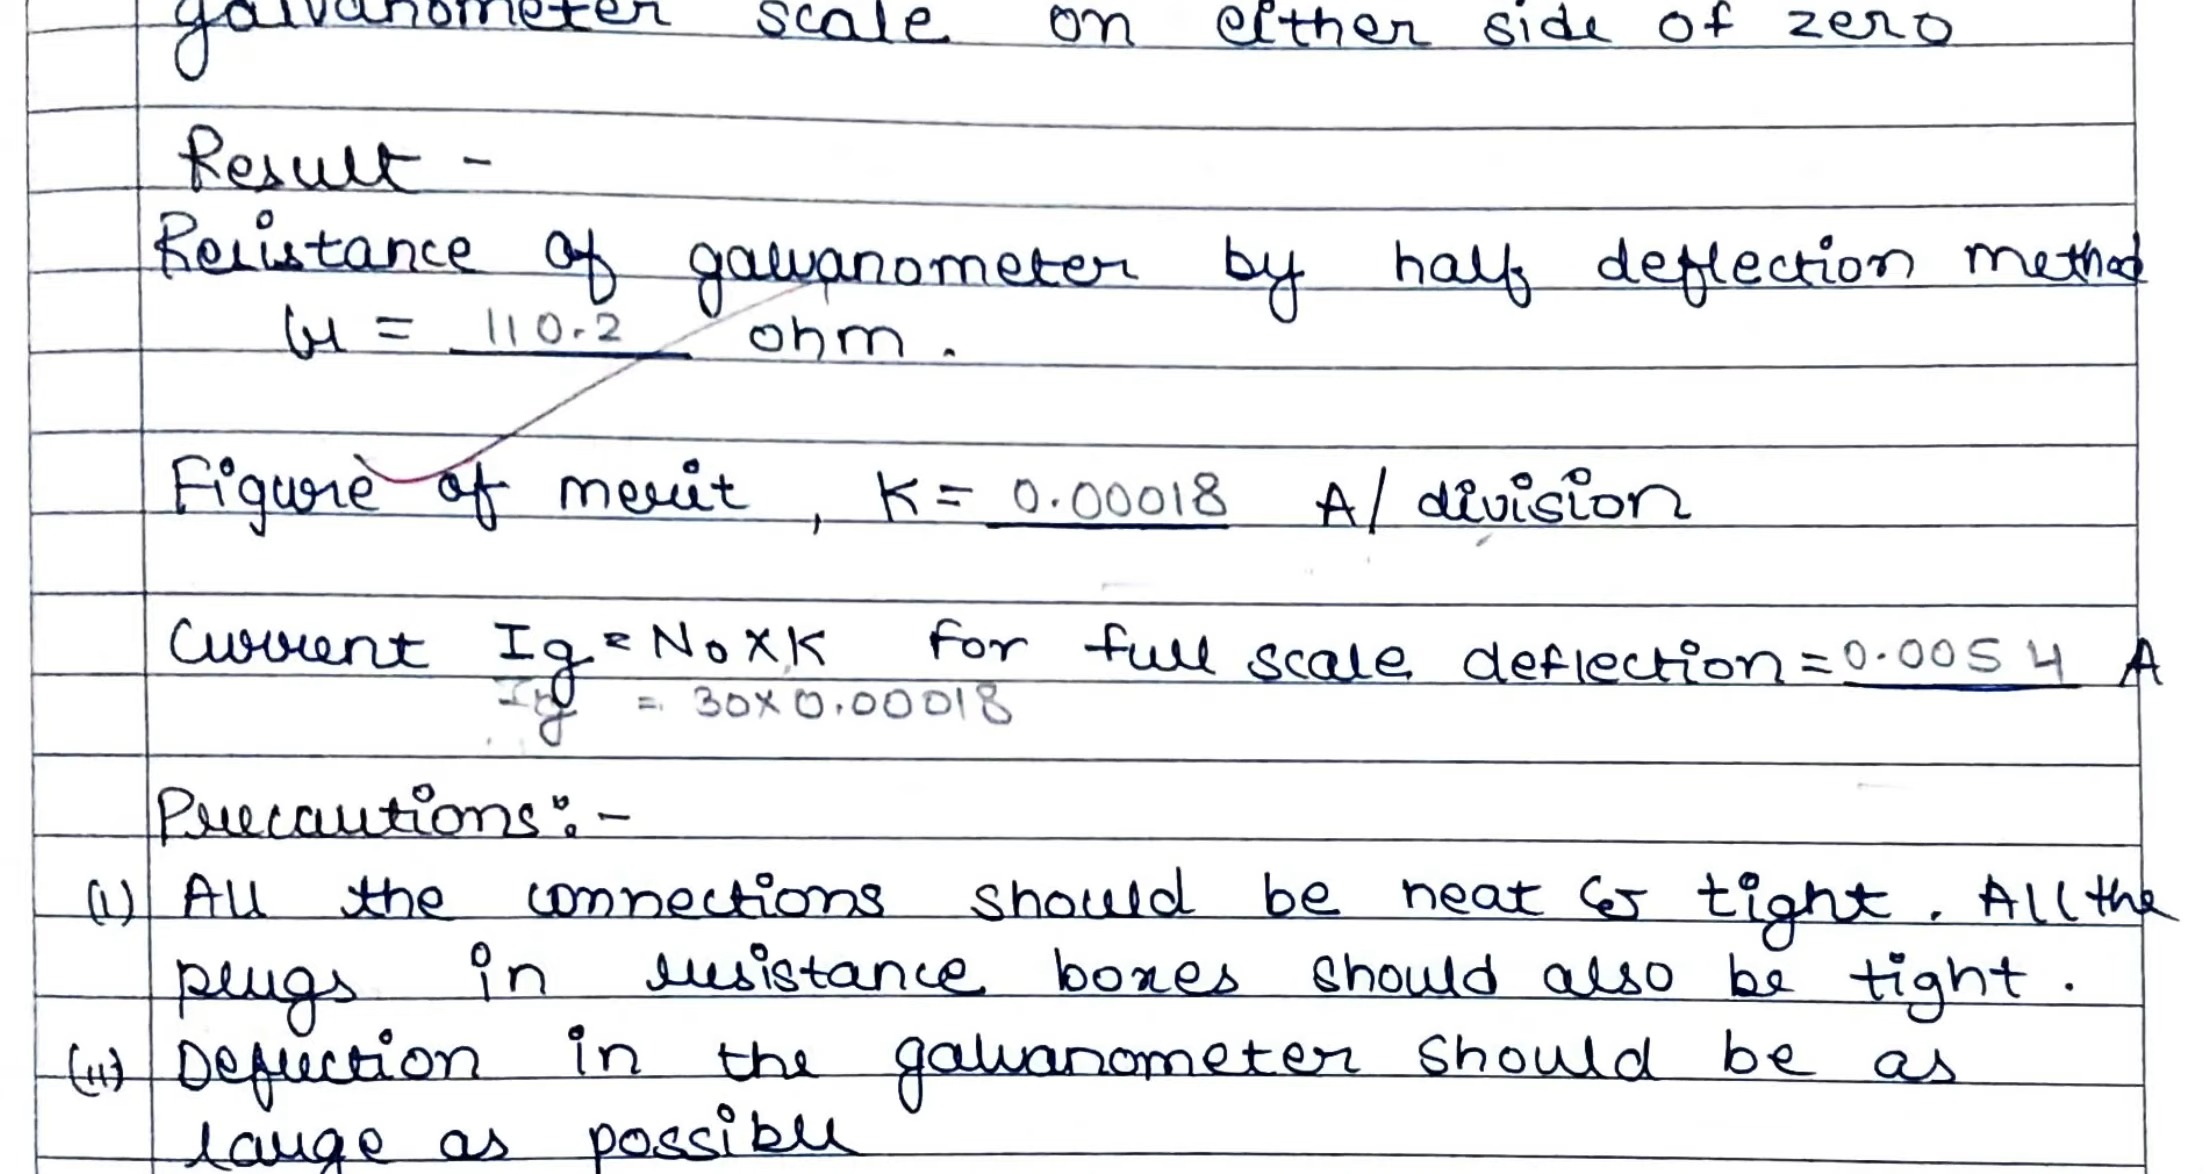 galvanometer scale on either side of zero
Result -
Resistance of galvanometer by half deflection method
G = 110.2 ohm.
Figure of merit, K = 0.00018 A/division
Current Ig = No x K for full scale deflection = 0.0054 A
Ig = 30 x 0.00018
Precautions:-
(i) All the connections should be neat & tight. All the
plugs in resistance boxes should also be tight.
(ii) Deflection in the galvanometer should be as
large as possible